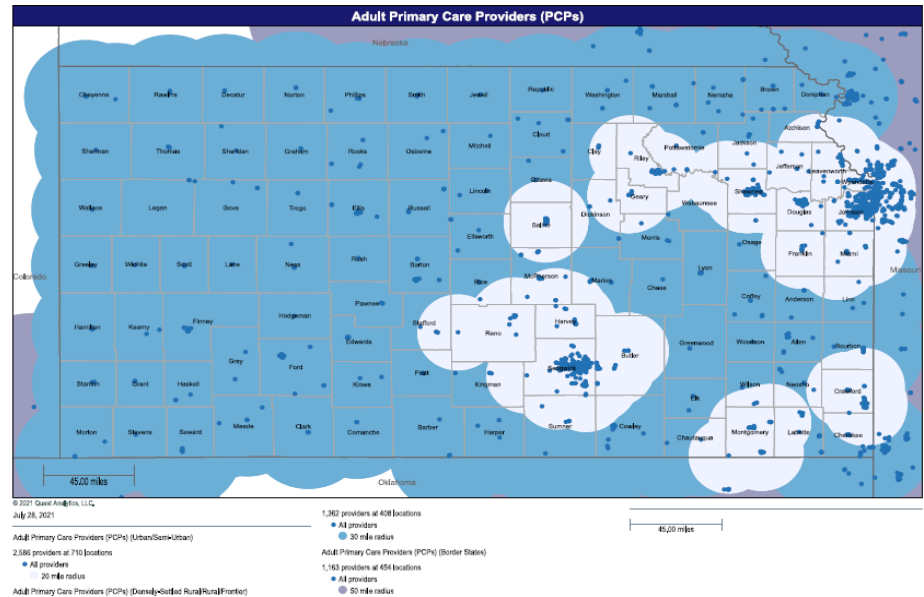 Adult Primary Care Providers (PCPs)
Nebraska
Cheyenne Rawlins Decatur Norton Phillips Smith Jewell Republic Washington Marshall Nemaha Brown Doniphan
Atchison
Sherman Thomas Sheridan Graham Rooks Osborne Mitchell Cloud Clay Riley Pottawatomie Jackson Jefferson Leavenworth
Wyandotte
Wallace Logan Gove Trego Ellis Russell Lincoln Ottawa Geary Wabaunsee Shawnee Douglas Johnson
Saline Dickinson
Ellsworth Morris Osage Franklin Miami
Greeley Wichita Scott Lane Ness Rush Barton Rice McPherson Marion Chase Lyon
Colorado Missouri
Coffey Anderson Linn
Hamilton Kearny Finney Hodgeman Pawnee Stafford Reno Harvey
Gray Ford Edwards Sedgwick Butler Greenwood Woodson Allen Bourbon
Stanton Grant Haskell Kiowa Pratt Kingman Elk Wilson Neosho Crawford
Morton Stevens Seward Meade Clark Comanche Barber Harper Sumner Cowley Chautauqua Montgomery Labette Cherokee
45.00 miles
Oklahoma
© 2021 Quest Analytics, LLC.
July 28, 2021
Adult Primary Care Providers (PCPs) (Urban/Semi-Urban)
2,586 providers at 710 locations
All providers
20 mile radius
Adult Primary Care Providers (PCPs) (Densely-Settled Rural/Rural/Frontier)
1,362 providers at 408 locations
All providers
30 mile radius
Adult Primary Care Providers (PCPs) (Border States)
1,163 providers at 454 locations
All providers
50 mile radius
45.00 miles